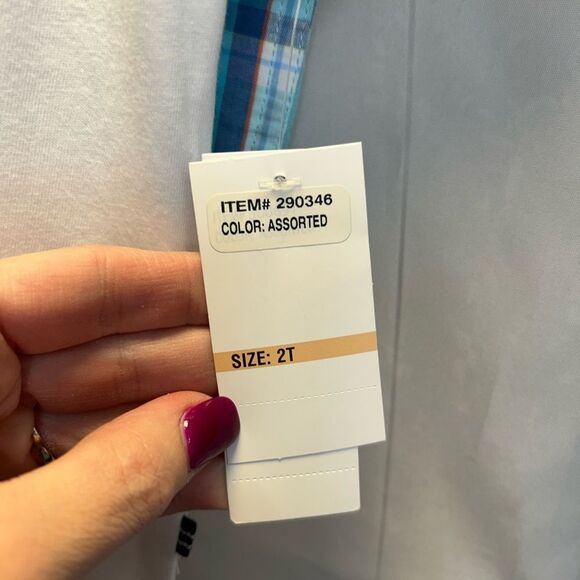 ITEM# 290346
COLOR: ASSORTED
SIZE: 2T